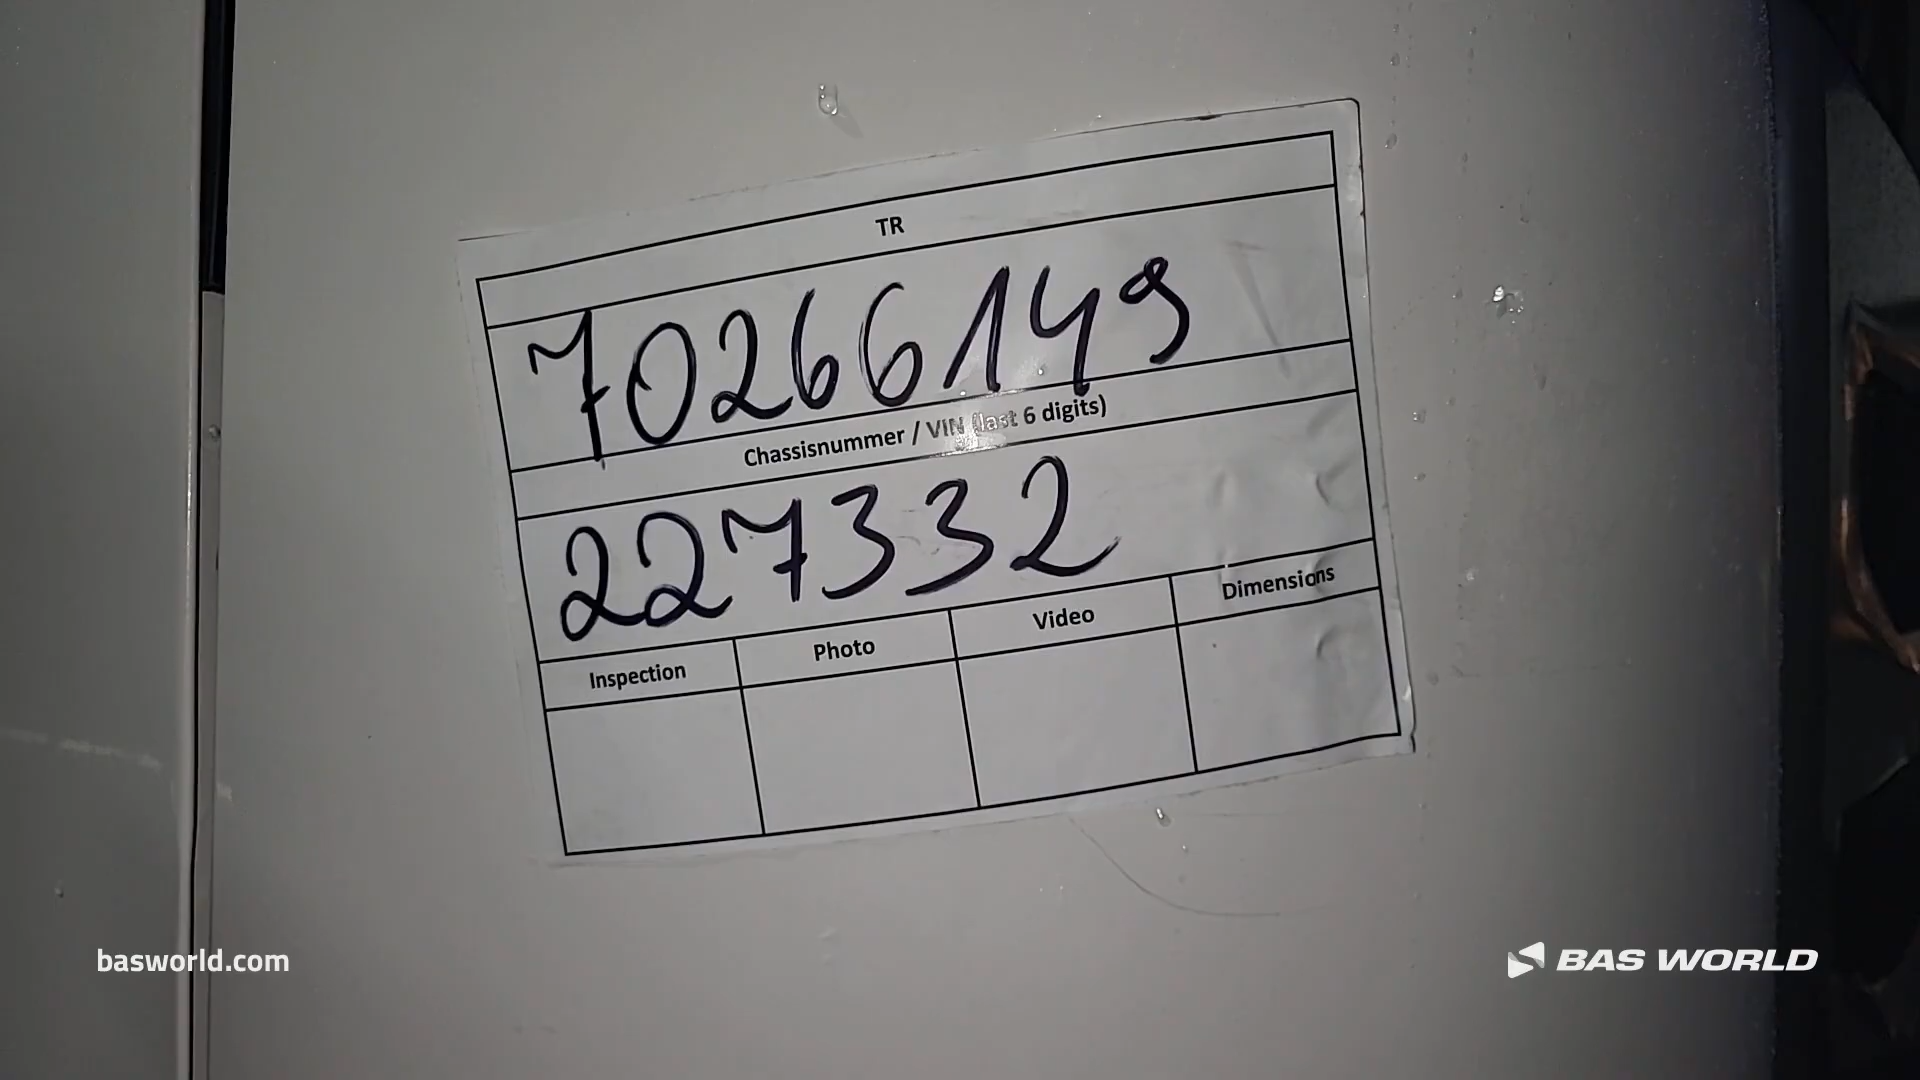 TR
70266149
Chassisnummer / VIN (last 6 digits)
227332
Inspection Photo Video Dimensions
basworld.com
BAS WORLD